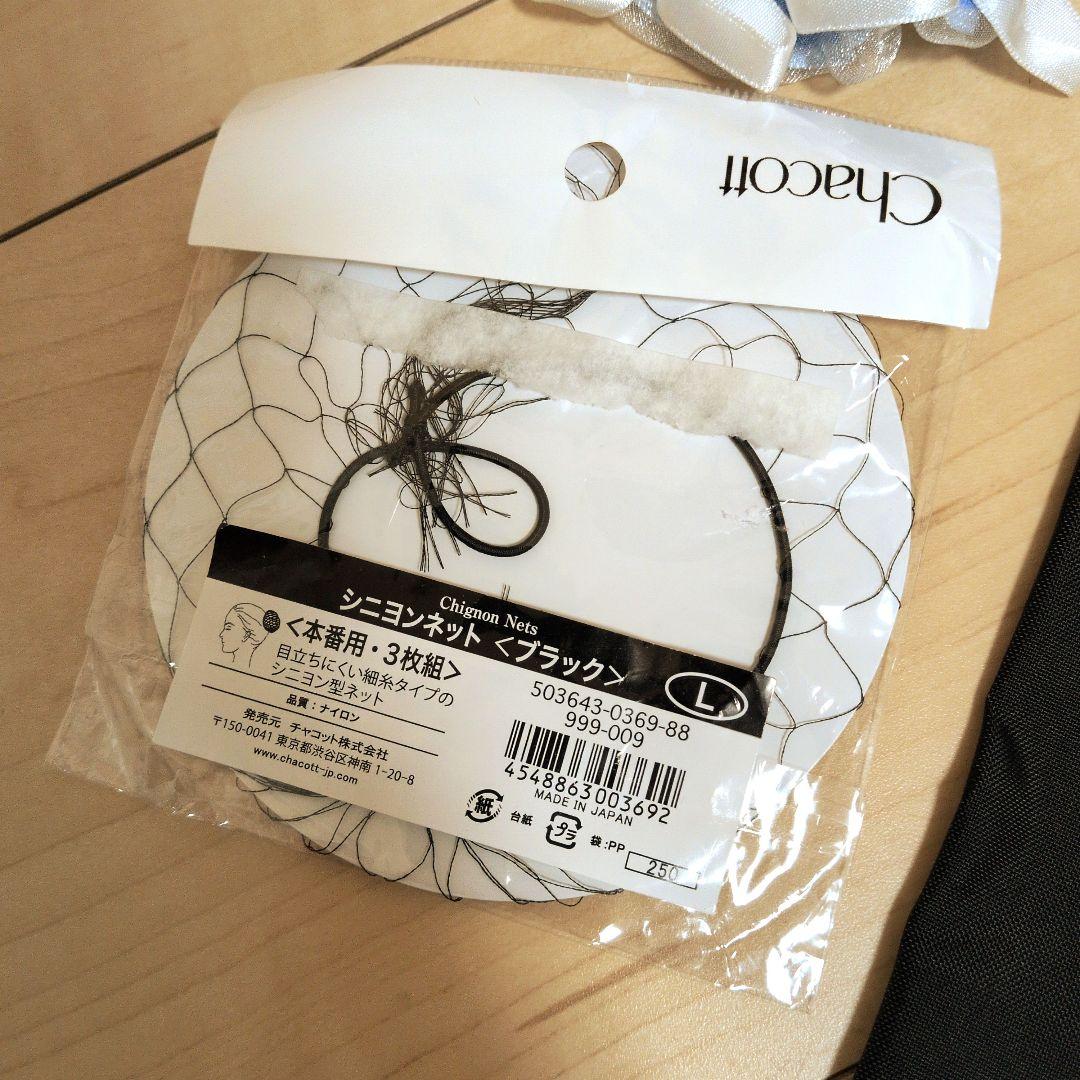 Chacott
Chignon Nets
シニヨンネット <ブラック>
L
<本番用・3枚組>
目立ちにくい細糸タイプの
シニヨン型ネット
品質:ナイロン
発売元 チャコット株式会社
〒150-0041 東京都渋谷区神南 1-20-8
www.chacott-jp.com
503643-0369-88
999-009
4548863003692
MADE IN JAPAN
紙 台紙
プラ 袋:PP
250